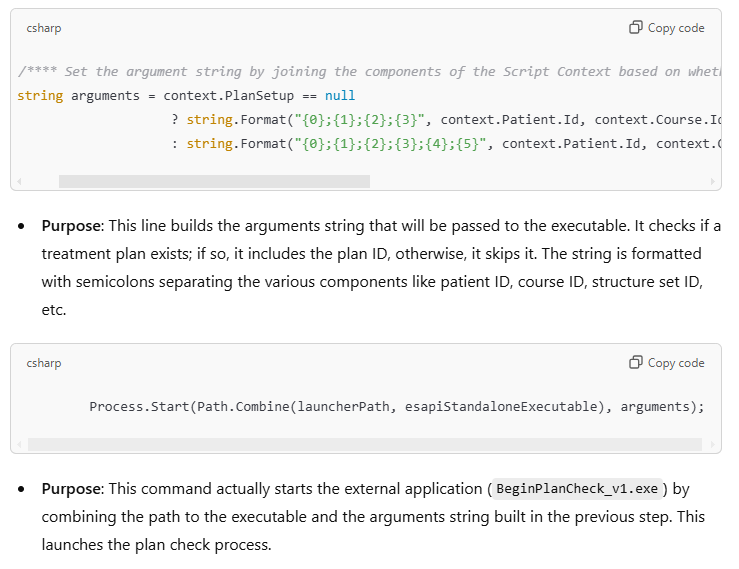 csharp
Copy code
/**** Set the argument string by joining the components of the Script Context based on
string arguments = context.PlanSetup == null
? string.Format("{0};{1};{2};{3}", context.Patient.Id, context.Course.Id
: string.Format("{0};{1};{2};{3};{4};{5}", context.Patient.Id,
• Purpose: This line builds the arguments string that will be passed to the executable. It checks if a
treatment plan exists; if so, it includes the plan ID, otherwise, it skips it. The string is formatted
with semicolons separating the various components like patient ID, course ID, structure set ID,
etc.
csharp
Copy code
Process.Start(Path.Combine(launcherPath, esapiStandaloneExecutable), arguments);
• Purpose: This command actually starts the external application (BeginPlanCheck_v1.exe) by
combining the path to the executable and the arguments string built in the previous step. This
launches the plan check process.